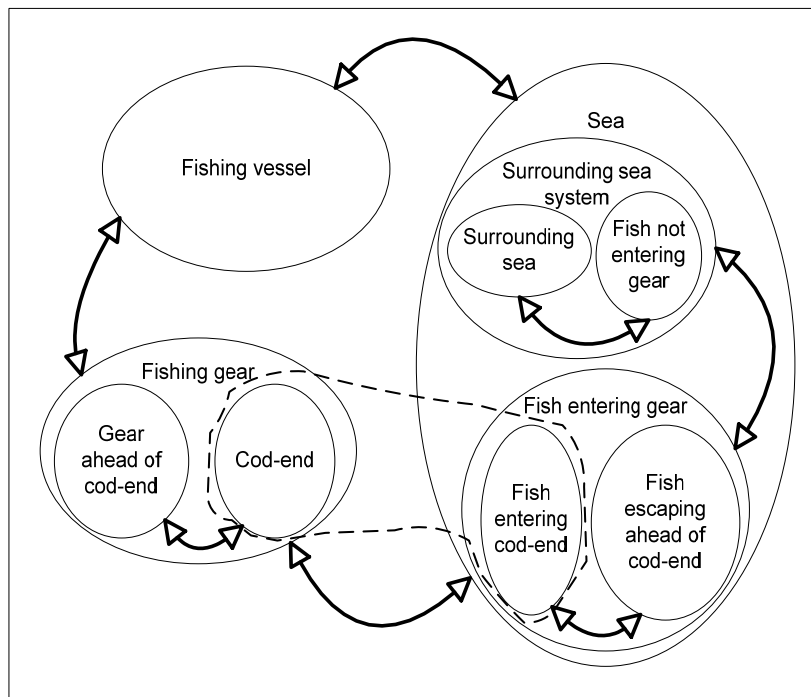 Fishing vessel
Sea
Surrounding sea
system
Surrounding
sea
Fish not
entering
gear
Fishing gear
Gear
ahead of
cod-end
Cod-end
Fish entering gear
Fish
entering
cod-end
Fish
escaping
ahead of
cod-end